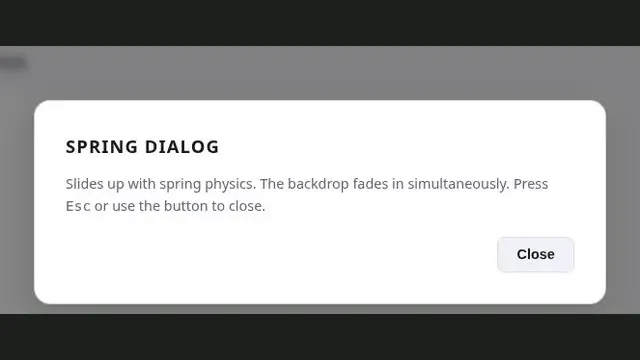 SPRING DIALOG
Slides up with spring physics. The backdrop fades in simultaneously. Press
Esc or use the button to close.
Close